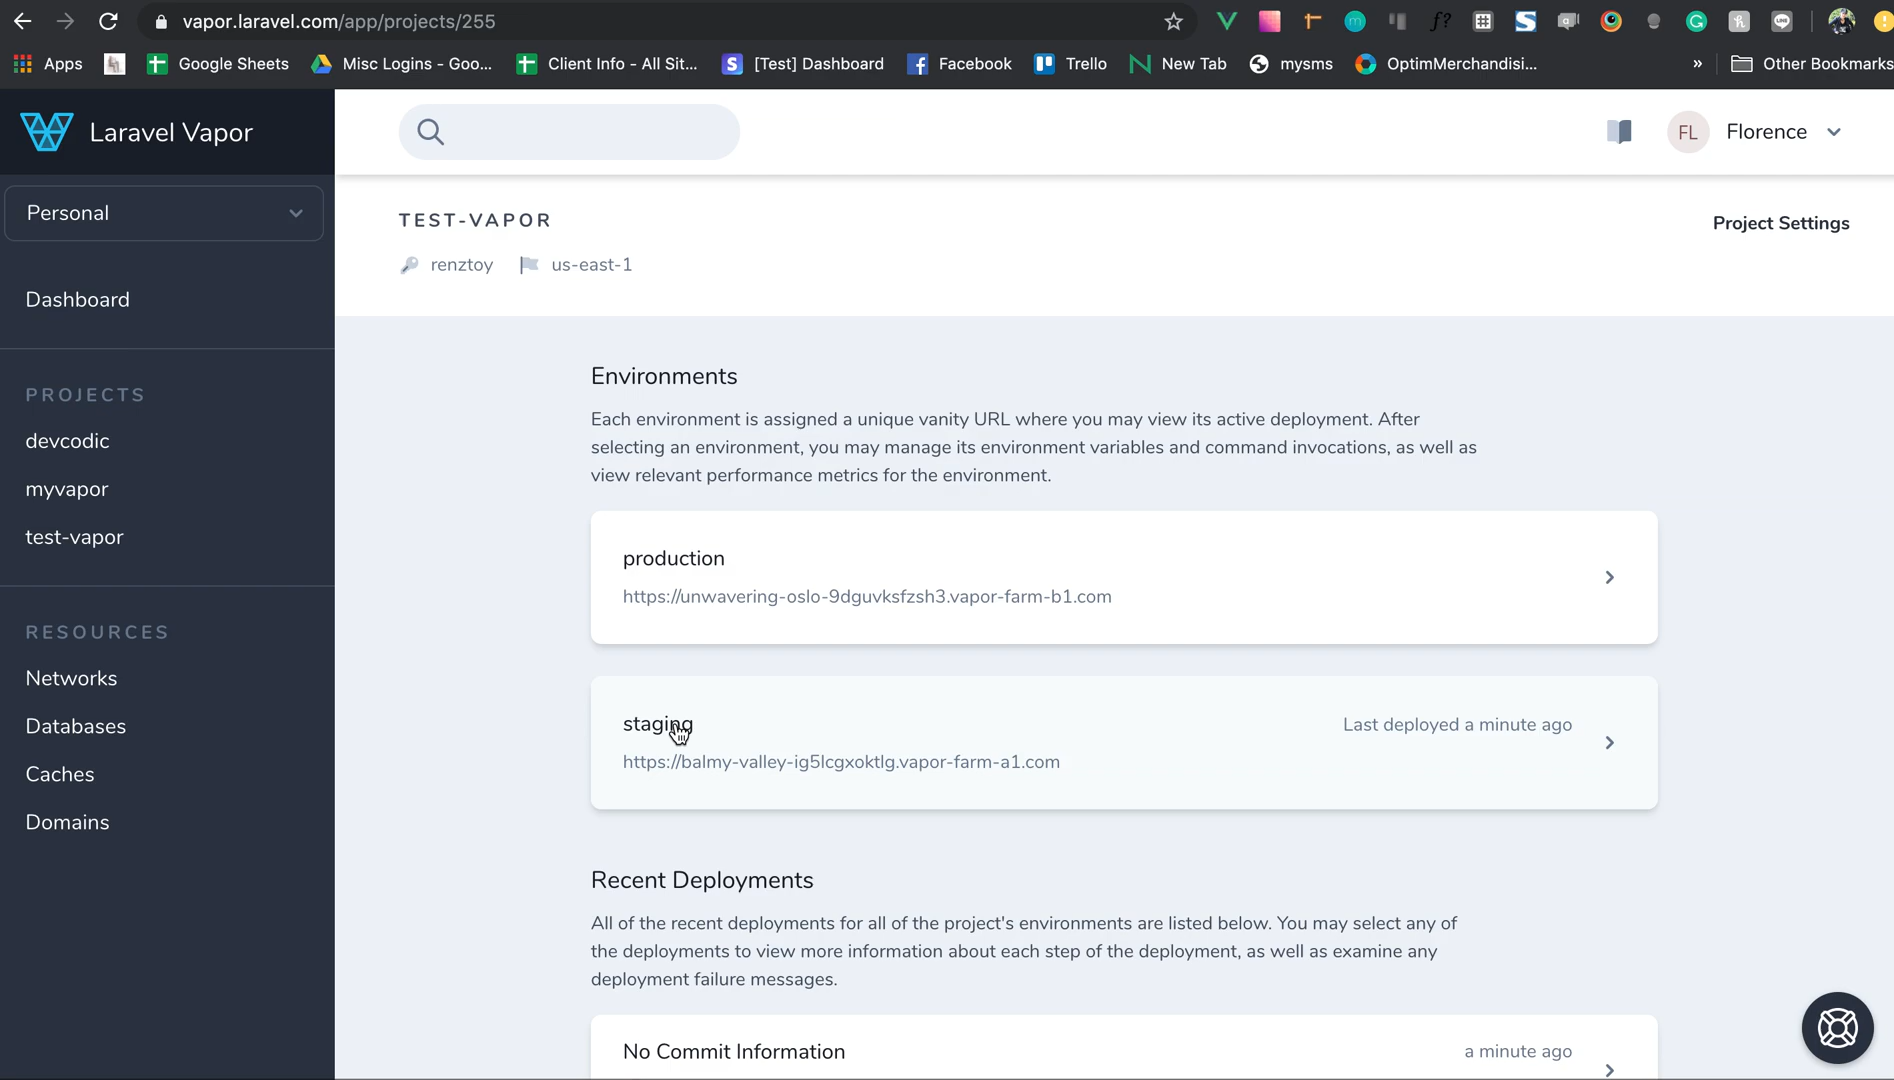 vapor.laravel.com/app/projects/255
Apps
Google Sheets
Misc Logins - Goo...
Client Info - All Sit...
[Test] Dashboard
Facebook
Trello
New Tab
mysms
OptimMerchandisi...
»
Other Bookmarks
Laravel Vapor
FL
Florence
Personal
TEST-VAPOR
Project Settings
renztoy
us-east-1
Dashboard
PROJECTS
devcodic
myvapor
test-vapor
RESOURCES
Networks
Databases
Caches
Domains
Environments
Each environment is assigned a unique vanity URL where you may view its active deployment. After
selecting an environment, you may manage its environment variables and command invocations, as well as
view relevant performance metrics for the environment.
production
https://unwavering-oslo-9dguvksfzsh3.vapor-farm-b1.com
staging
Last deployed a minute ago
https://balmy-valley-ig5lcgxoktlg.vapor-farm-a1.com
Recent Deployments
All of the recent deployments for all of the project's environments are listed below. You may select any of
the deployments to view more information about each step of the deployment, as well as examine any
deployment failure messages.
No Commit Information
a minute ago